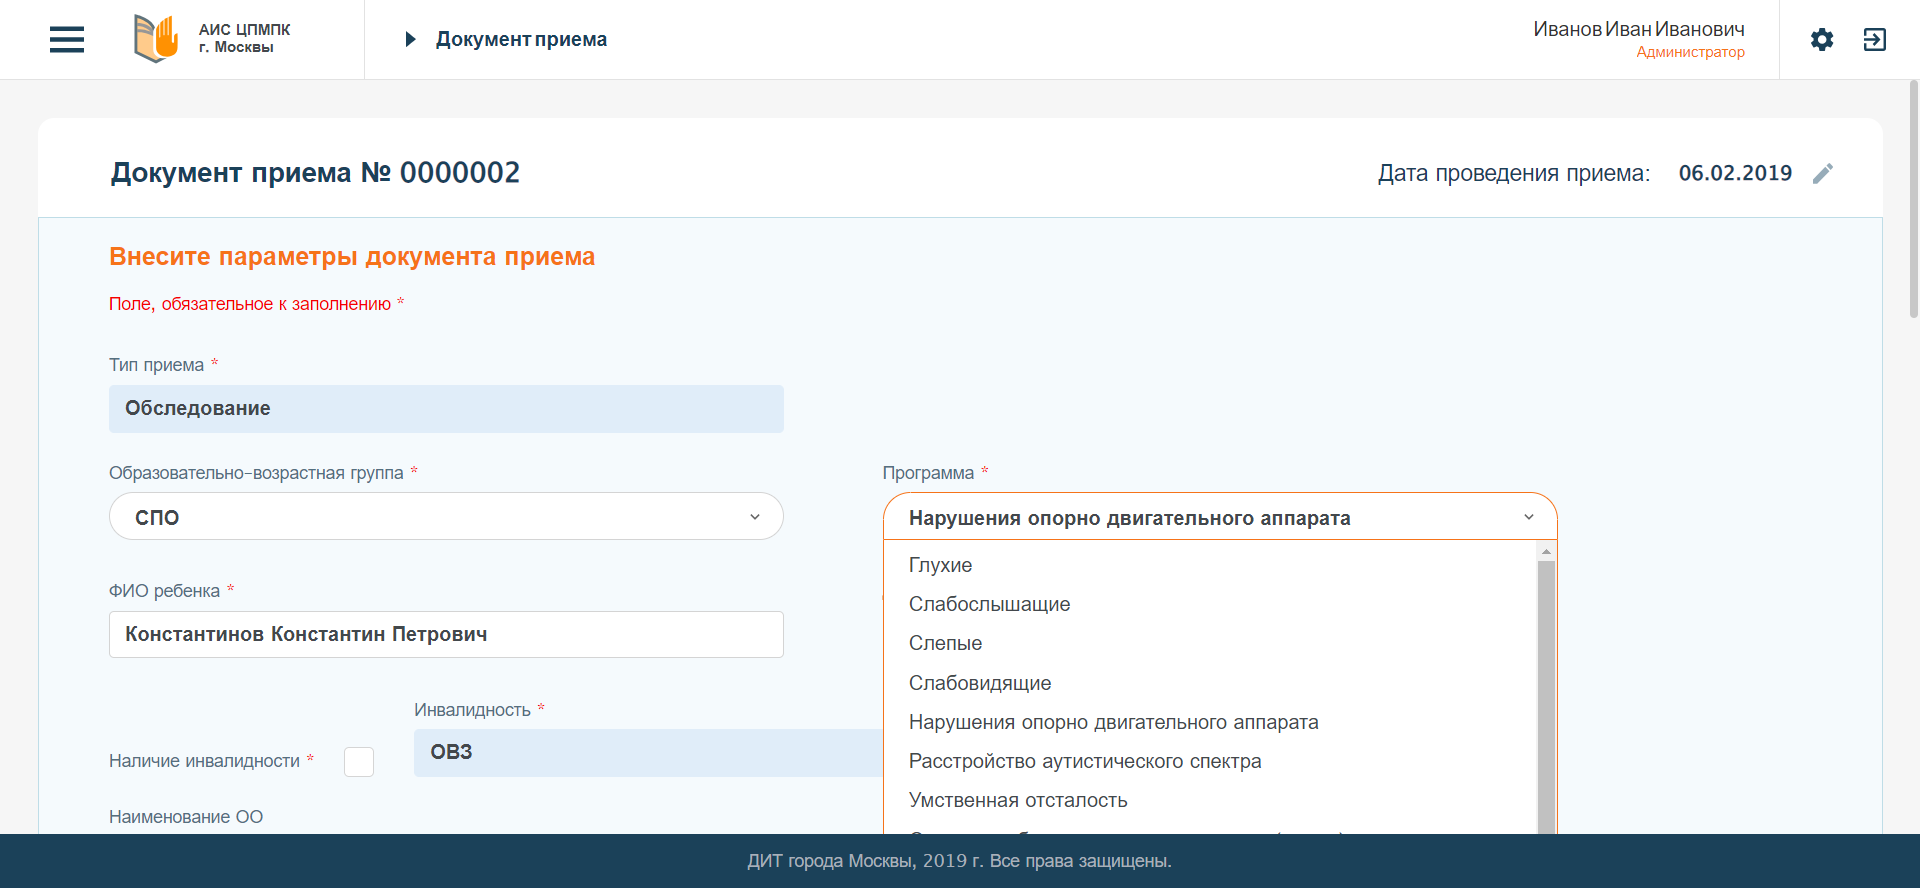 АИС ЦПМПК
г. Москвы
Документ приема
Иванов Иван Иванович
Администратор
Документ приема № 0000002
Дата проведения приема: 06.02.2019
Внесите параметры документа приема
Поле, обязательное к заполнению *
Тип приема *
Обследование
Образовательно-возрастная группа *
СПО
Программа *
Нарушения опорно двигательного аппарата
Глухие
Слабослышащие
Слепые
Слабовидящие
Нарушения опорно двигательного аппарата
Расстройство аутистического спектра
Умственная отсталость
ФИО ребенка *
Константинов Константин Петрович
Инвалидность *
Наличие инвалидности *
ОВЗ
Наименование ОО
ДИТ города Москвы, 2019 г. Все права защищены.